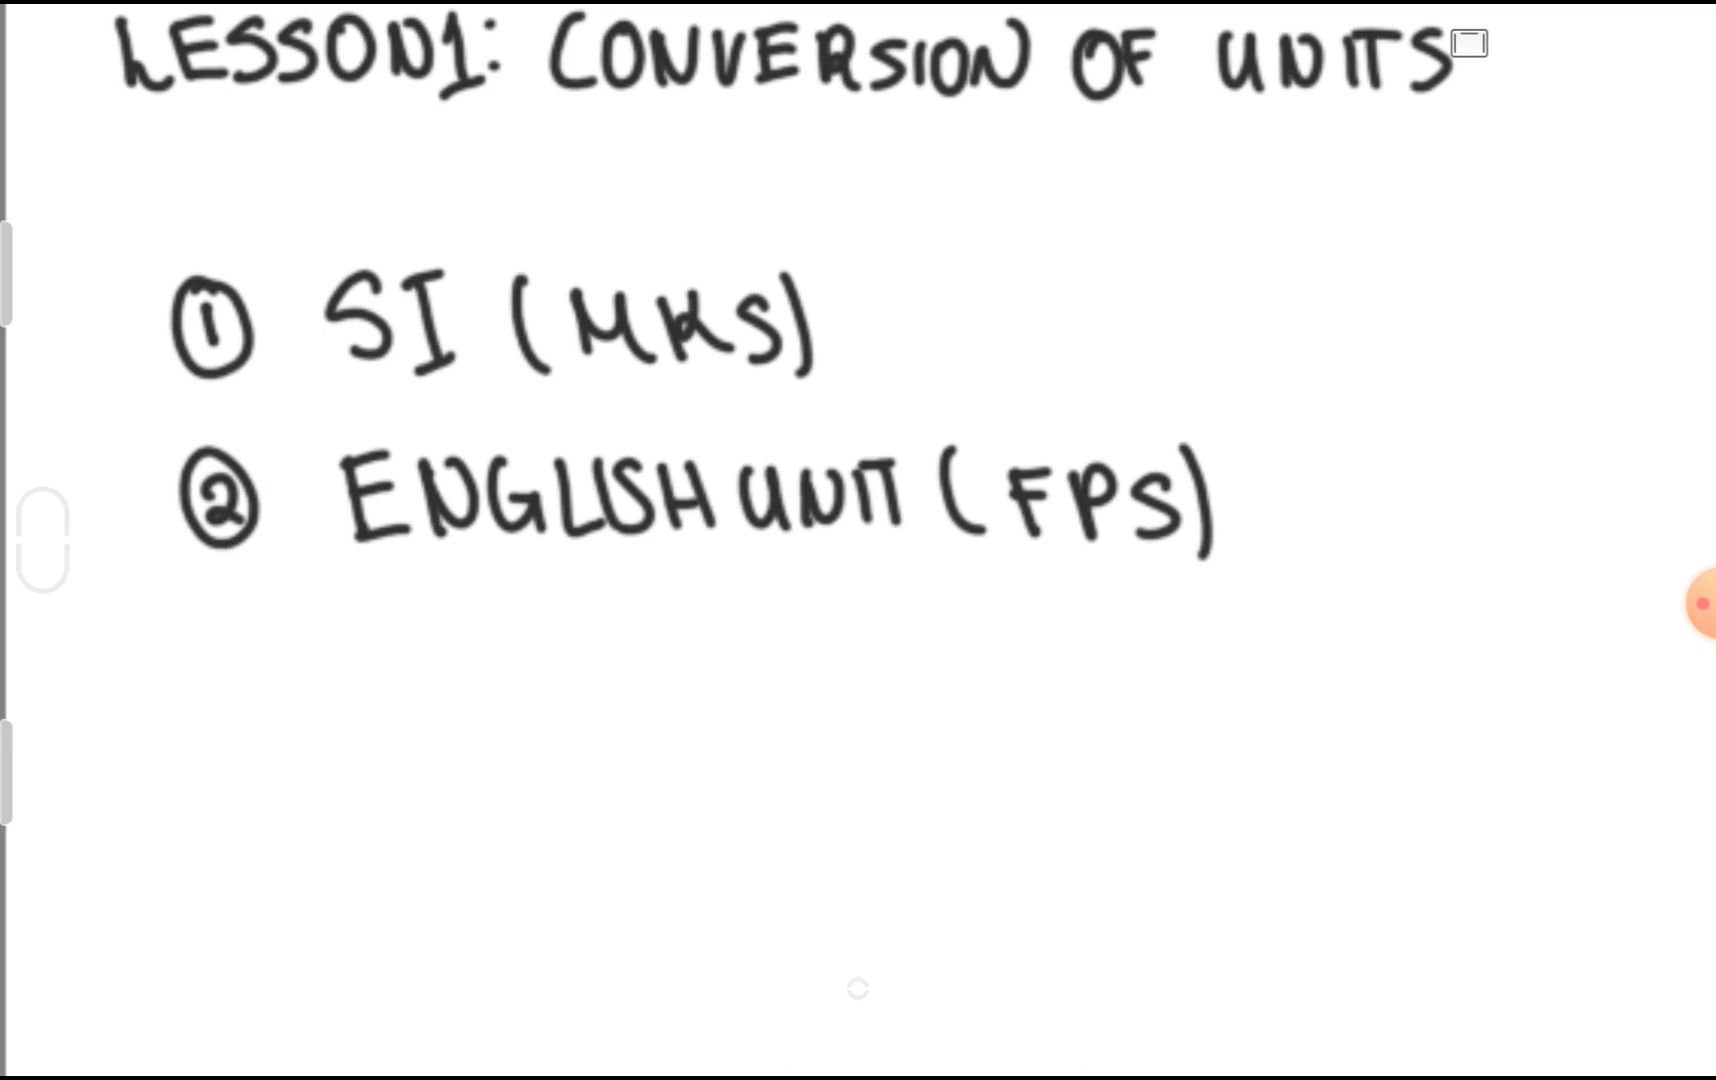 LESSON1: CONVERSION OF UNITS
① SI (MKS)
② ENGLISH UNIT (FPS)